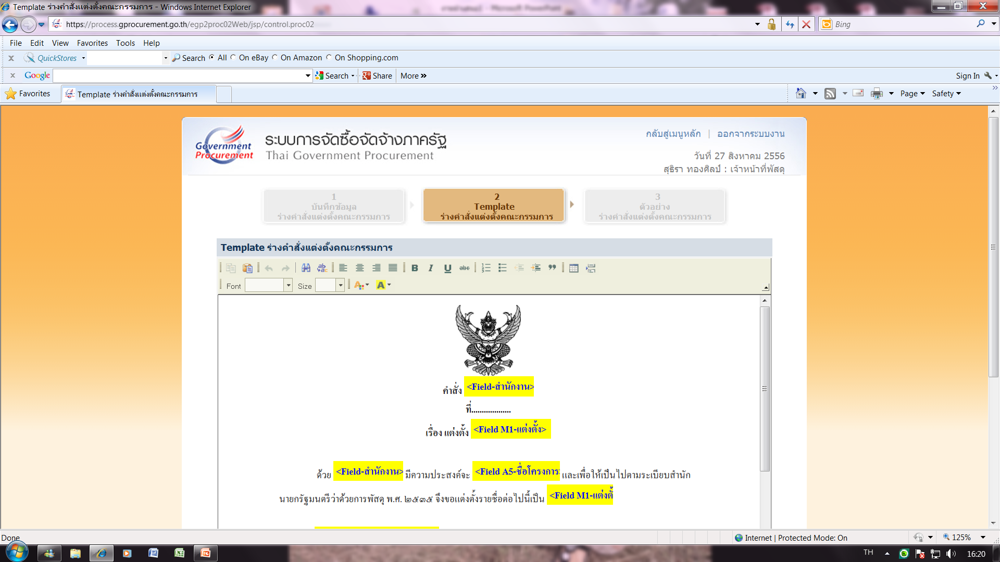 Template ร่างคำสั่งแต่งตั้งคณะกรรมการ - Windows Internet Explorer
https://process.gprocurement.go.th/egp2proc02Web/jsp/control.proc02
Bing
File Edit View Favorites Tools Help
x QuickStores Search All On eBay On Amazon On Shopping.com
x Google Search Share More »
Sign In
Favorites Template ร่างคำสั่งแต่งตั้งคณะกรรมการ
Page Safety »
Government
Procurement
ระบบการจัดซื้อจัดจ้างภาครัฐ
Thai Government Procurement
กลับสู่เมนูหลัก | ออกจากระบบงาน
วันที่ 27 สิงหาคม 2556
สุธิรา ทองศิลป์ : เจ้าหน้าที่พัสดุ
1
บันทึกข้อมูล
ร่างคำสั่งแต่งตั้งคณะกรรมการ
2
Template
ร่างคำสั่งแต่งตั้งคณะกรรมการ
3
ตัวอย่าง
ร่างคำสั่งแต่งตั้งคณะกรรมการ
Template ร่างคำสั่งแต่งตั้งคณะกรรมการ
B I U abc
Font Size A A
คำสั่ง <Field-สำนักงาน>
ที่...................
เรื่อง แต่งตั้ง <Field M1-แต่งตั้ง>
ด้วย <Field-สำนักงาน> มีความประสงค์จะ <Field A5-ชื่อโครงการ> และเพื่อให้เป็นไปตามระเบียบสำนัก
นายกรัฐมนตรีว่าด้วยการพัสดุ พ.ศ. ๒๕๓๕ จึงขอแต่งตั้งรายชื่อต่อไปนี้เป็น <Field M1-แต่งตั้
Done
Internet | Protected Mode: On
125%
TH
16:20